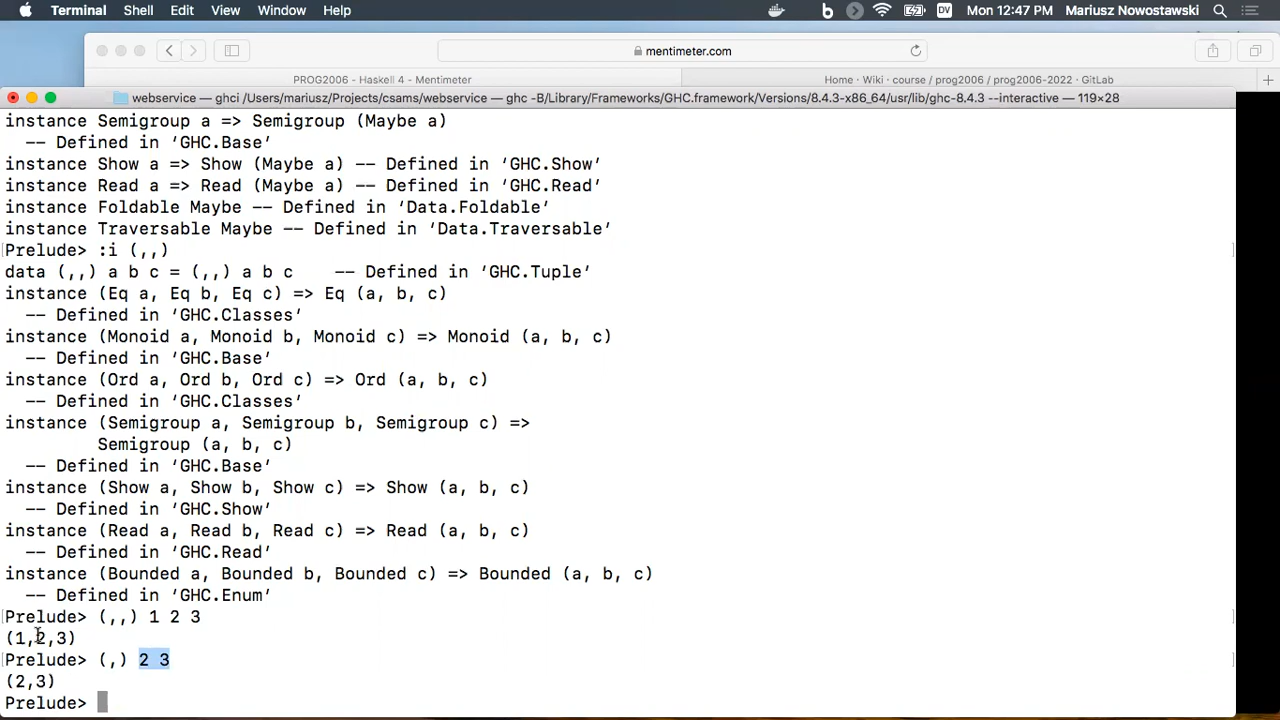 Terminal Shell Edit View Window Help Mon 12:47 PM Mariusz Nowostawski
mentimeter.com
PROG2006 - Haskell 4 - Mentimeter Home · Wiki · course / prog2006 / prog2006-2022 · GitLab
webservice — ghci /Users/mariusz/Projects/csams/webservice — ghc -B/Library/Frameworks/GHC.framework/Versions/8.4.3-x86_64/usr/lib/ghc-8.4.3 --interactive — 119×28
instance Semigroup a => Semigroup (Maybe a)
  -- Defined in ‘GHC.Base’
instance Show a => Show (Maybe a) -- Defined in ‘GHC.Show’
instance Read a => Read (Maybe a) -- Defined in ‘GHC.Read’
instance Foldable Maybe -- Defined in ‘Data.Foldable’
instance Traversable Maybe -- Defined in ‘Data.Traversable’
Prelude> :i (,,)
data (,,) a b c = (,,) a b c    -- Defined in ‘GHC.Tuple’
instance (Eq a, Eq b, Eq c) => Eq (a, b, c)
  -- Defined in ‘GHC.Classes’
instance (Monoid a, Monoid b, Monoid c) => Monoid (a, b, c)
  -- Defined in ‘GHC.Base’
instance (Ord a, Ord b, Ord c) => Ord (a, b, c)
  -- Defined in ‘GHC.Classes’
instance (Semigroup a, Semigroup b, Semigroup c) =>
         Semigroup (a, b, c)
  -- Defined in ‘GHC.Base’
instance (Show a, Show b, Show c) => Show (a, b, c)
  -- Defined in ‘GHC.Show’
instance (Read a, Read b, Read c) => Read (a, b, c)
  -- Defined in ‘GHC.Read’
instance (Bounded a, Bounded b, Bounded c) => Bounded (a, b, c)
  -- Defined in ‘GHC.Enum’
Prelude> (,,) 1 2 3
(1,2,3)
Prelude> (,) 2 3
(2,3)
Prelude>